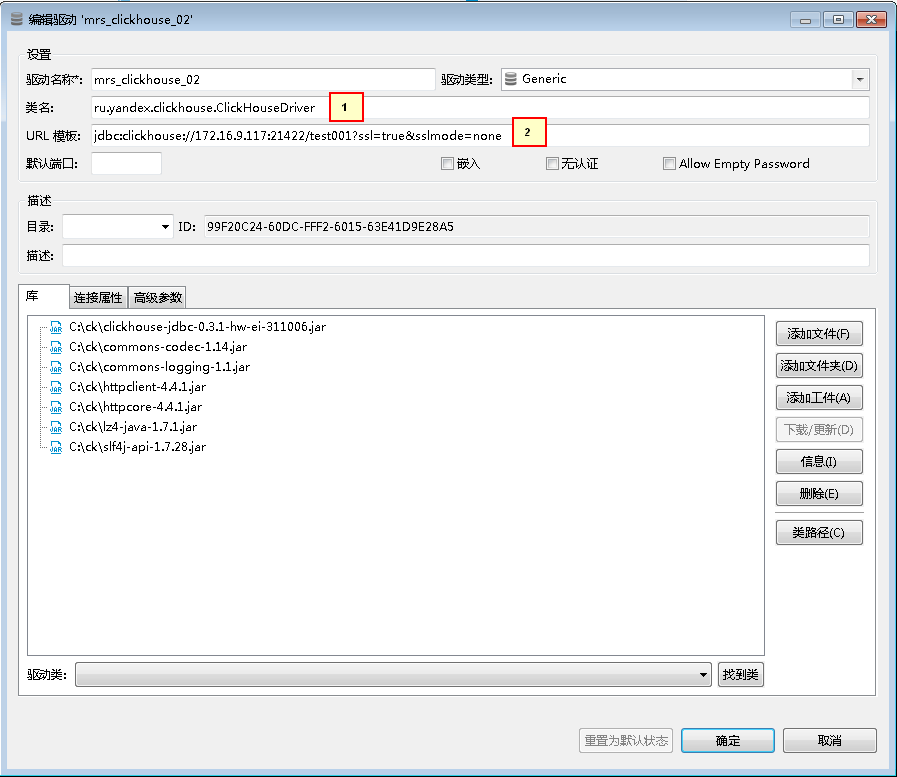 编辑驱动 'mrs_clickhouse_02'
设置
驱动名称*: mrs_clickhouse_02 驱动类型: Generic
类名: ru.yandex.clickhouse.ClickHouseDriver 1
URL 模板: jdbc:clickhouse://172.16.9.117:21422/test001?ssl=true&sslmode=none 2
默认端口: 嵌入 无认证 Allow Empty Password
描述
目录: ID: 99F20C24-60DC-FFF2-6015-63E41D9E28A5
描述:
库 连接属性 高级参数
C:\ck\clickhouse-jdbc-0.3.1-hw-ei-311006.jar
C:\ck\commons-codec-1.14.jar
C:\ck\commons-logging-1.1.jar
C:\ck\httpclient-4.4.1.jar
C:\ck\httpcore-4.4.1.jar
C:\ck\lz4-java-1.7.1.jar
C:\ck\slf4j-api-1.7.28.jar
添加文件(F)
添加文件夹(D)
添加工件(A)
下载/更新(D)
信息(I)
删除(E)
类路径(C)
驱动类: 找到类
重置为默认状态 确定 取消